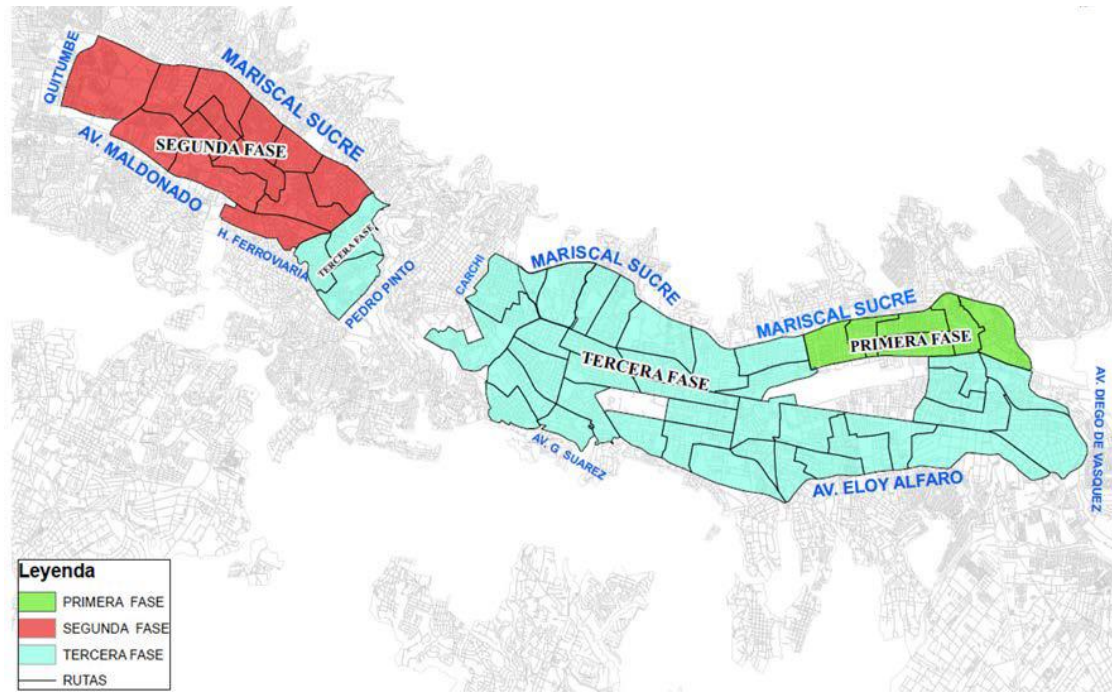 QUITUMBE
MARISCAL SUCRE
SEGUNDA FASE
AV. MALDONADO
H. FERROVIARIA
TERCERA FASE
PEDRO PINTO
CARCHI
MARISCAL SUCRE
MARISCAL SUCRE
PRIMERA FASE
TERCERA FASE
AV. DIEGO DE VASQUEZ
AV. G SUAREZ
AV. ELOY ALFARO
Leyenda
PRIMERA FASE
SEGUNDA FASE
TERCERA FASE
RUTAS